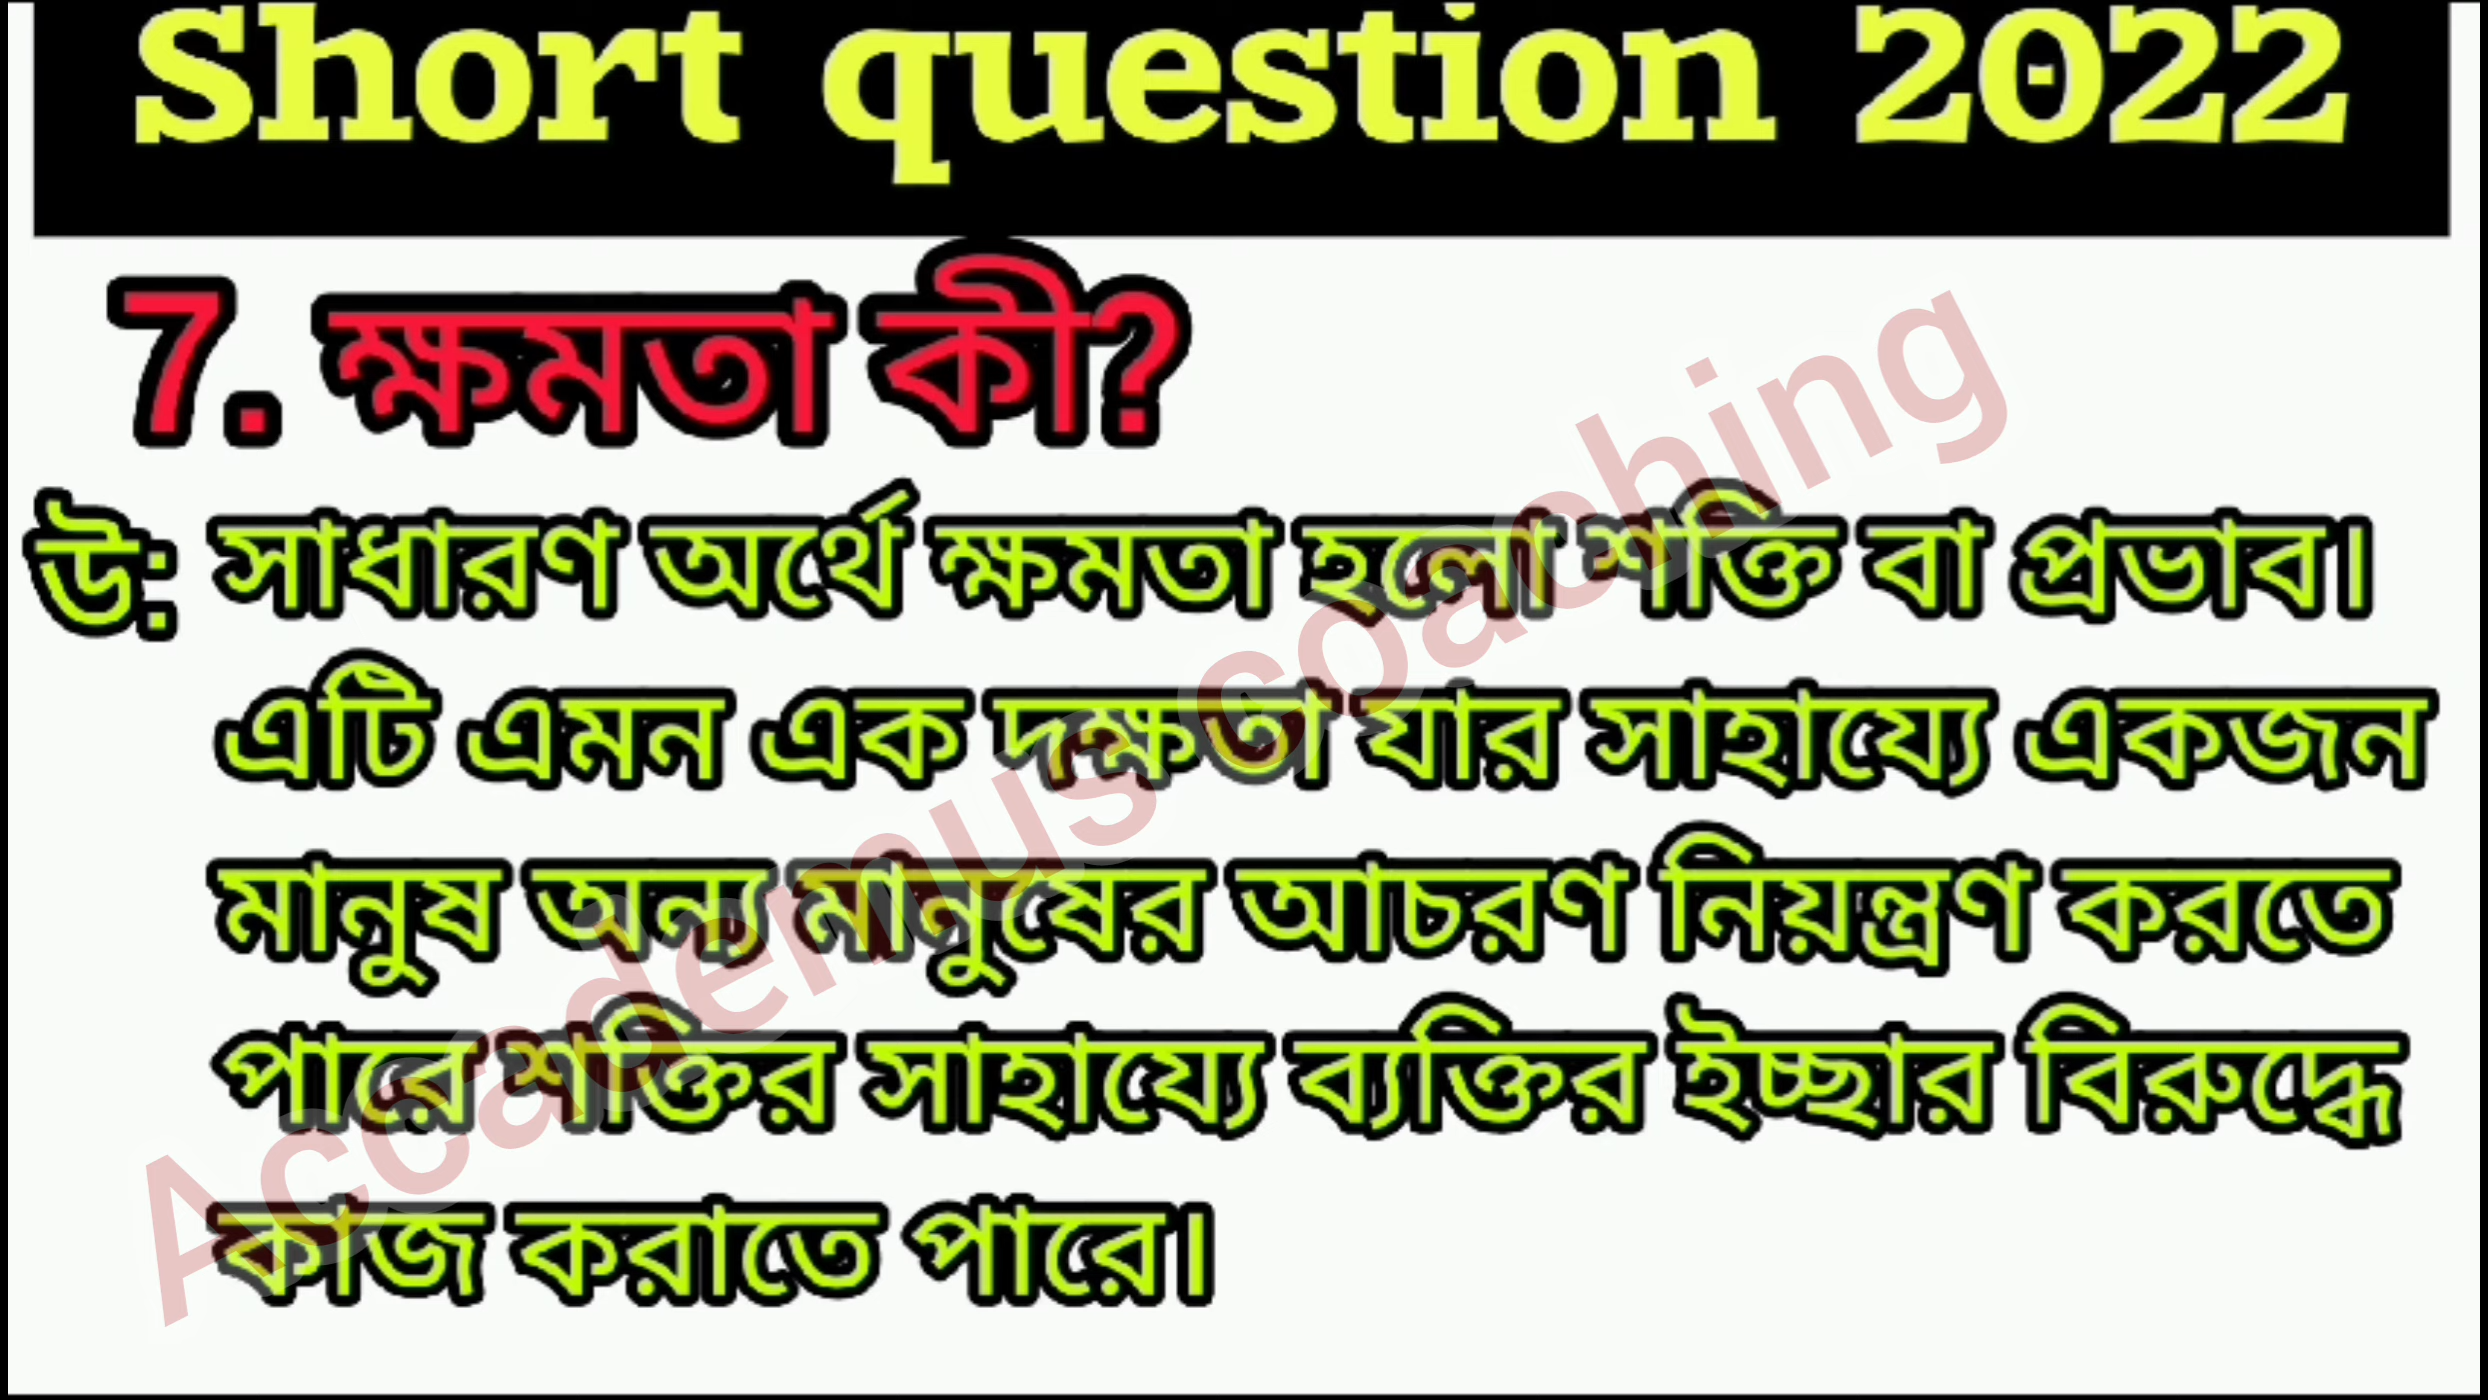 Short question 2022
7. ক্ষমতা কী?
উ: সাধারণ অর্থে ক্ষমতা হলো শক্তি বা প্রভাব।
এটি এমন এক দক্ষতা যার সাহায্যে একজন
মানুষ অন্য মানুষের আচরণ নিয়ন্ত্রণ করতে
পারে শক্তির সাহায্যে ব্যক্তির ইচ্ছার বিরুদ্ধে
কাজ করাতে পারে।
Accademus coaching